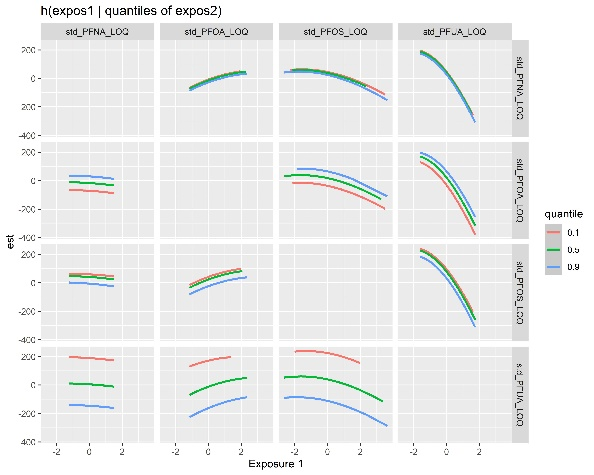 h(expos1 | quantiles of expos2)
std_PFNA_LOQ std_PFOA_LOQ std_PFOS_LOQ std_PFUA_LOQ
200
0
-200
-400
std_PFNA_LOQ
200
0
-200
-400
std_PFOA_LOQ
200
0
-200
-400
std_PFOS_LOQ
200
0
-200
-400
std_PFUA_LOQ
est
-2 0 2 -2 0 2 -2 0 2 -2 0 2
Exposure 1
quantile
0.1
0.5
0.9